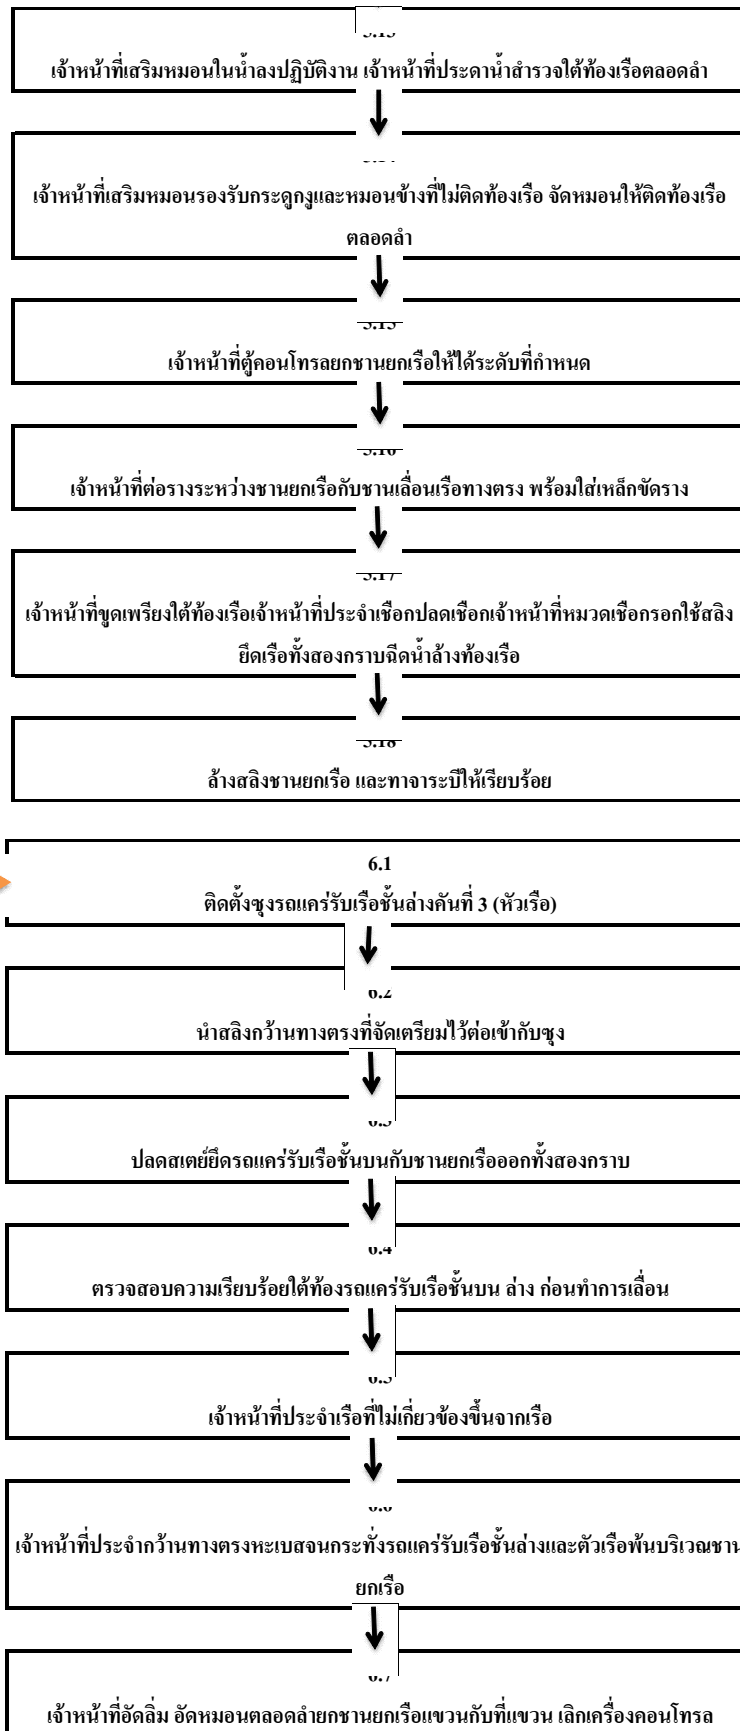 5.13
เจ้าหน้าที่เสริมหมอนในน้ำลงปฏิบัติงาน เจ้าหน้าที่ประดาน้ำสำรวจใต้ท้องเรือตลอดลำ
5.14
เจ้าหน้าที่เสริมหมอนรองรับกระดูกงูและหมอนข้างที่ไม่ติดท้องเรือ จัดหมอนให้ติดท้องเรือ
ตลอดลำ
5.15
เจ้าหน้าที่ตู้คอนโทรลยกชานยกเรือให้ได้ระดับที่กำหนด
5.16
เจ้าหน้าที่ต่อรางระหว่างชานยกเรือกับชานเลื่อนเรือทางตรง พร้อมใส่เหล็กขัดราง
5.17
เจ้าหน้าที่ขูดเพรียงใต้ท้องเรือเจ้าหน้าที่ประจำเชือกปลดเชือกเจ้าหน้าที่หมวดเชือกรอกใช้สลิง
ยึดเรือทั้งสองกราบฉีดน้ำล้างท้องเรือ
5.18
ล้างสลิงชานยกเรือ และทาจาระบีให้เรียบร้อย
6.1
ติดตั้งซุงรถแคร่รับเรือชั้นล่างคันที่ 3 (หัวเรือ)
6.2
นำสลิงกว้านทางตรงที่จัดเตรียมไว้ต่อเข้ากับซุง
6.3
ปลดสเตย์ยึดรถแคร่รับเรือชั้นบนกับชานยกเรือออกทั้งสองกราบ
6.4
ตรวจสอบความเรียบร้อยใต้ท้องรถแคร่รับเรือชั้นบน ล่าง ก่อนทำการเลื่อน
6.5
เจ้าหน้าที่ประจำเรือที่ไม่เกี่ยวข้องขึ้นจากเรือ
6.6
เจ้าหน้าที่ประจำกว้านทางตรงหะเบสจนกระทั่งรถแคร่รับเรือชั้นล่างและตัวเรือพ้นบริเวณชาน
ยกเรือ
6.7
เจ้าหน้าที่อัดลิ่ม อัดหมอนตลอดลำยกชานยกเรือแขวนกับที่แขวน เลิกเครื่องคอนโทรล